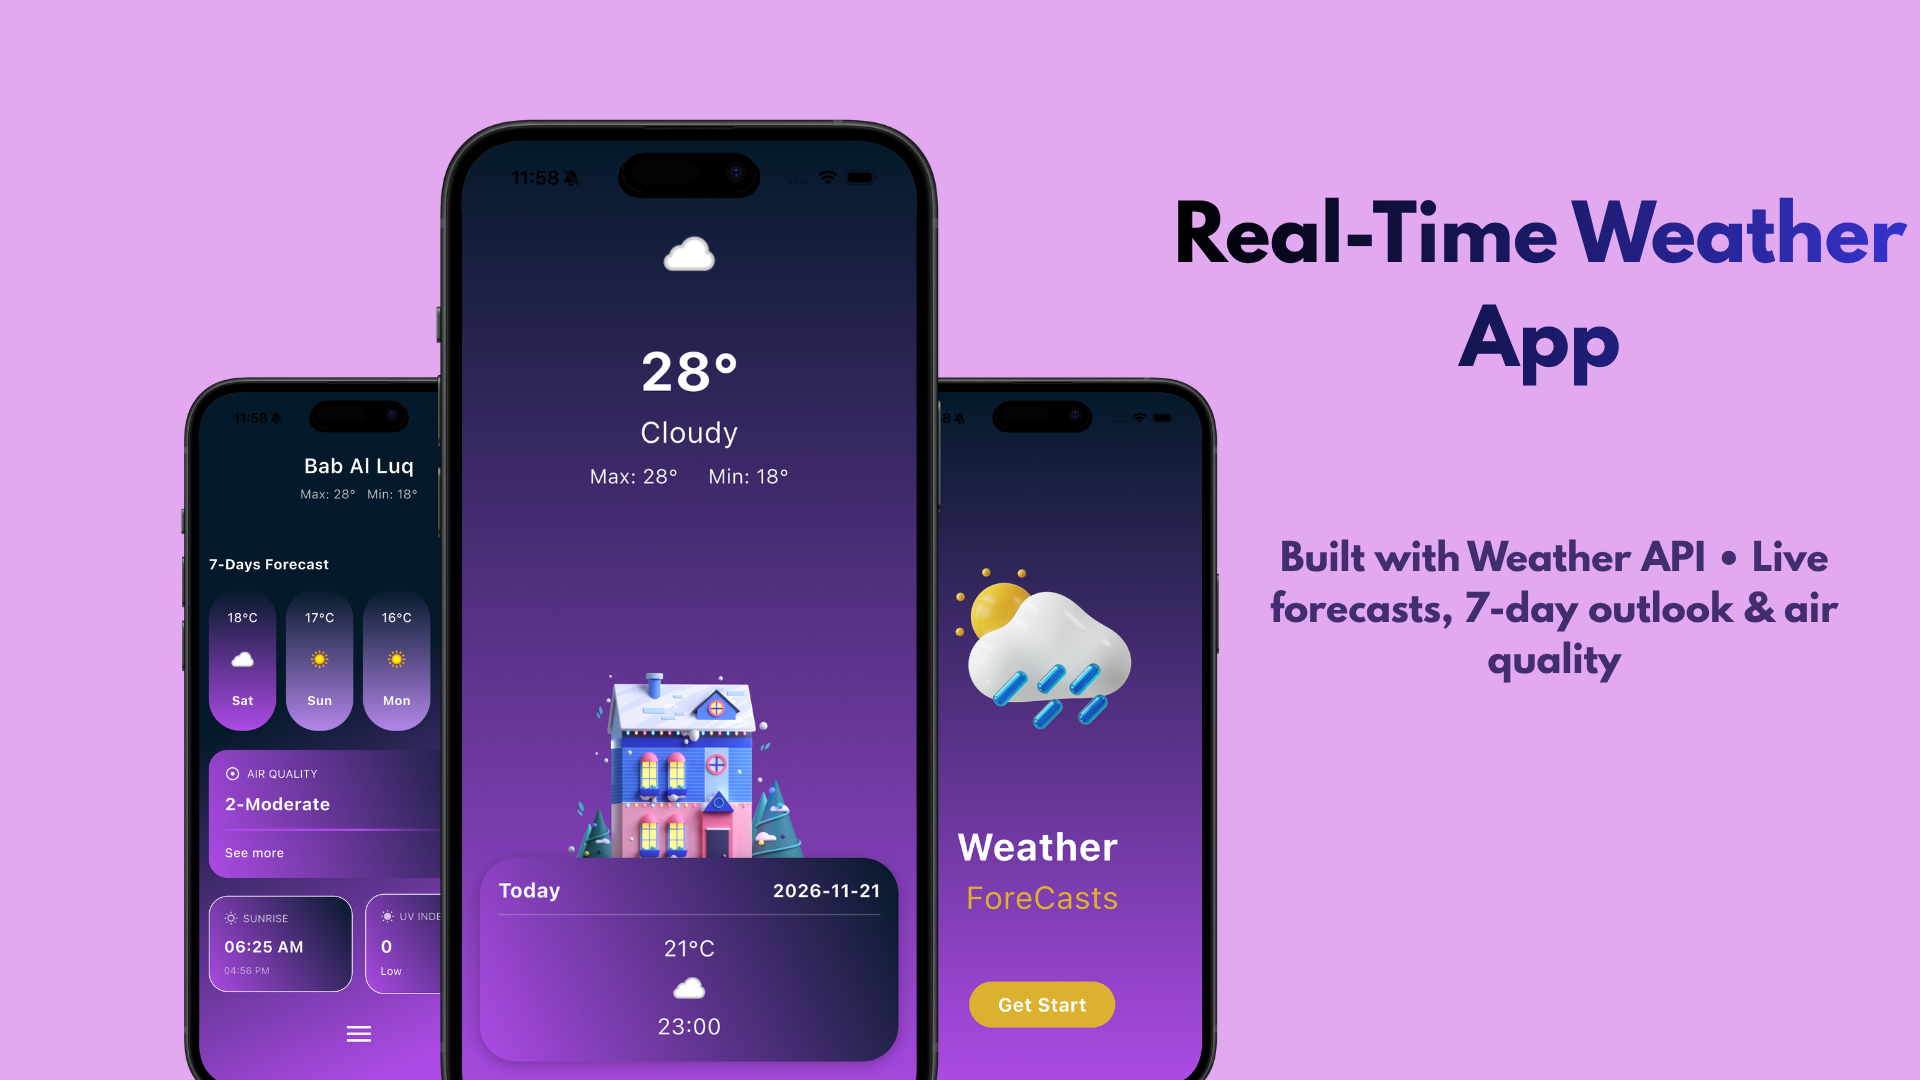 Real-Time Weather
App
Built with Weather API • Live
forecasts, 7-day outlook & air
quality
11:58
Bab Al Luq
Max: 28° Min: 18°
7-Days Forecast
18°C 17°C 16°C
Sat Sun Mon
AIR QUALITY
2-Moderate
See more
SUNRISE
06:25 AM
04:56 PM
UV INDE
0
Low
11:58
28°
Cloudy
Max: 28° Min: 18°
Today 2026-11-21
21°C
23:00
8
Weather
ForeCasts
Get Start